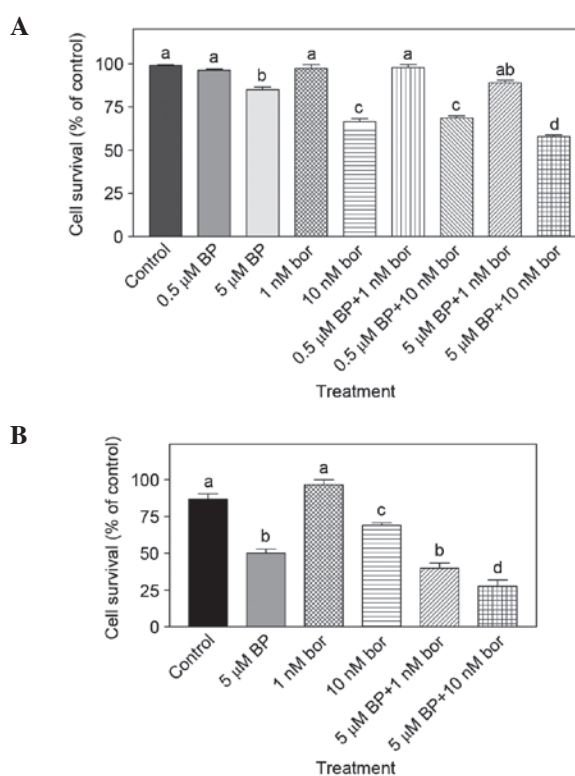 A
Cell survival (% of control)
100
75
50
25
0
a
a
b
a
c
a
c
ab
d
Control
0.5 μM BP
5 μM BP
1 nM bor
10 nM bor
0.5 μM BP+1 nM bor
0.5 μM BP+10 nM bor
5 μM BP+1 nM bor
5 μM BP+10 nM bor
Treatment
B
Cell survival (% of control)
100
75
50
25
0
a
b
a
c
b
d
Control
5 μM BP
1 nM bor
10 nM bor
5 μM BP+1 nM bor
5 μM BP+10 nM bor
Treatment